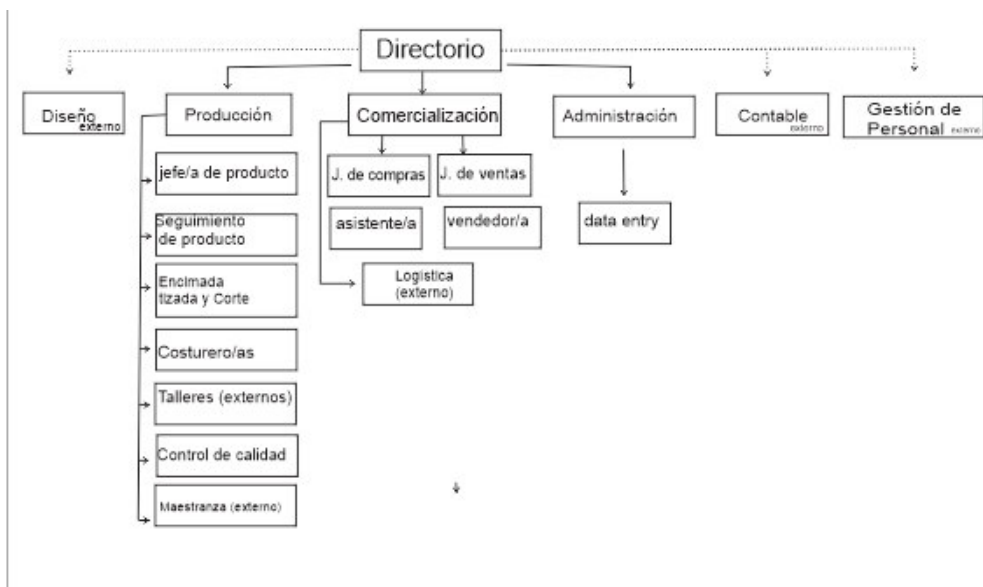 Directorio
Diseño
externo
Producción
Comercialización
Administración
Contable
externo
Gestión de
Personal externo
jefe/a de producto
J. de compras
J. de ventas
Seguimiento
de producto
asistente/a
vendedor/a
data entry
Encimada
tizada y Corte
Logística
(externo)
Costurero/as
Talleres (externos)
Control de calidad
Maestranza (externo)